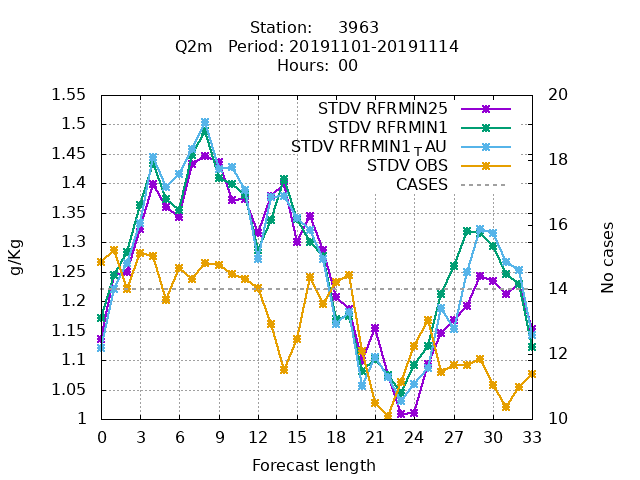 Station: 3963
Q2m Period: 20191101-20191114
Hours: 00
1.55
1.5
1.45
1.4
1.35
1.3
1.25
1.2
1.15
1.1
1.05
1
g/Kg
STDV RFRMIN25
STDV RFRMIN1
STDV RFRMIN1_TAU
STDV OBS
CASES
20
18
16
14
12
10
No cases
0 3 6 9 12 15 18 21 24 27 30 33
Forecast length